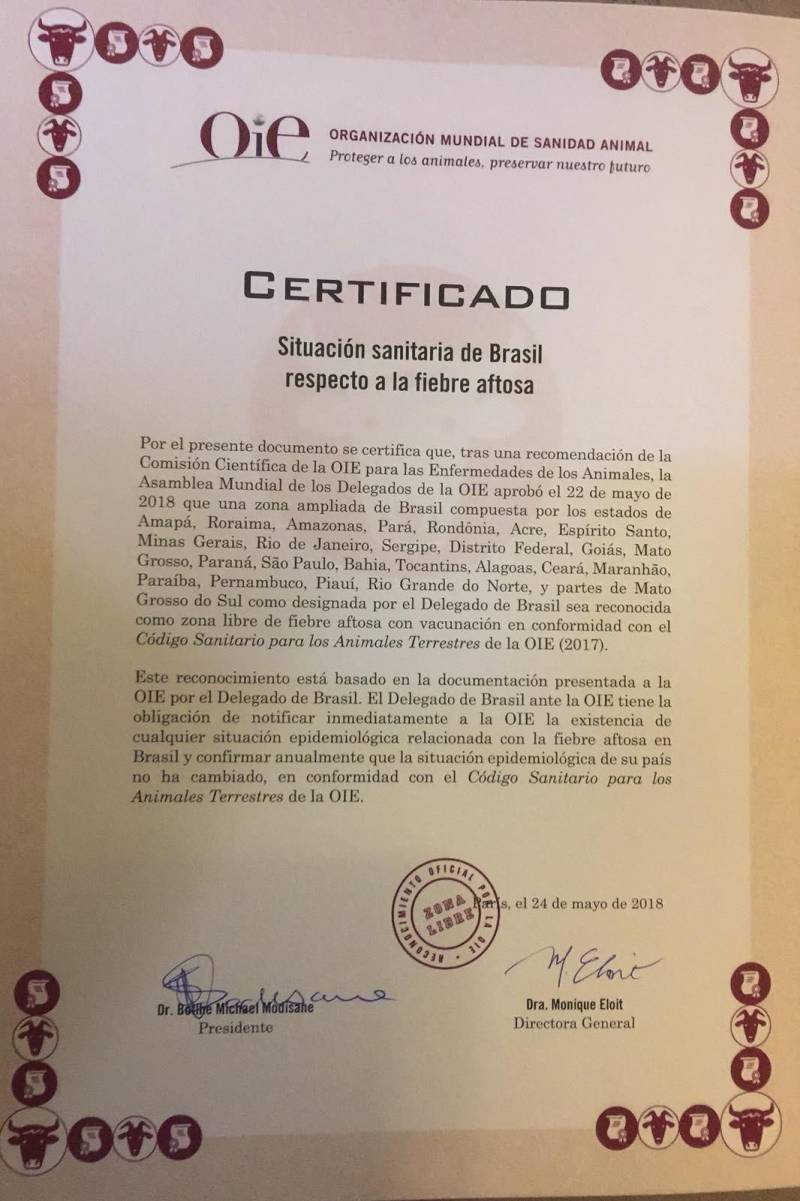 Oie
ORGANIZACIÓN MUNDIAL DE SANIDAD ANIMAL
Proteger a los animales, preservar nuestro futuro
CERTIFICADO
Situación sanitaria de Brasil
respecto a la fiebre aftosa
Por el presente documento se certifica que, tras una recomendación de la
Comisión Científica de la OIE para las Enfermedades de los Animales, la
Asamblea Mundial de los Delegados de la OIE aprobó el 22 de mayo de
2018 que una zona ampliada de Brasil compuesta por los estados de
Amapá, Roraima, Amazonas, Pará, Rondônia, Acre, Espírito Santo,
Minas Gerais, Rio de Janeiro, Sergipe, Distrito Federal, Goiás, Mato
Grosso, Paraná, São Paulo, Bahia, Tocantins, Alagoas, Ceará, Maranhão,
Paraíba, Pernambuco, Piauí, Rio Grande do Norte, y partes de Mato
Grosso do Sul como designada por el Delegado de Brasil sea reconocida
como zona libre de fiebre aftosa con vacunación en conformidad con el
Código Sanitario para los Animales Terrestres de la OIE (2017).
Este reconocimiento está basado en la documentación presentada a la
OIE por el Delegado de Brasil. El Delegado de Brasil ante la OIE tiene la
obligación de notificar inmediatamente a la OIE la existencia de
cualquier situación epidemiológica relacionada con la fiebre aftosa en
Brasil y confirmar anualmente que la situación epidemiológica de su país
no ha cambiado, en conformidad con el Código Sanitario para los
Animales Terrestres de la OIE.
RECONOCIMIENTO OFICIAL POR LA OIE
ZONA
LIBRE
París, el 24 de mayo de 2018
M. Eloit
Dr. Botlhe Michael Modisane
Presidente
Dra. Monique Eloit
Directora General